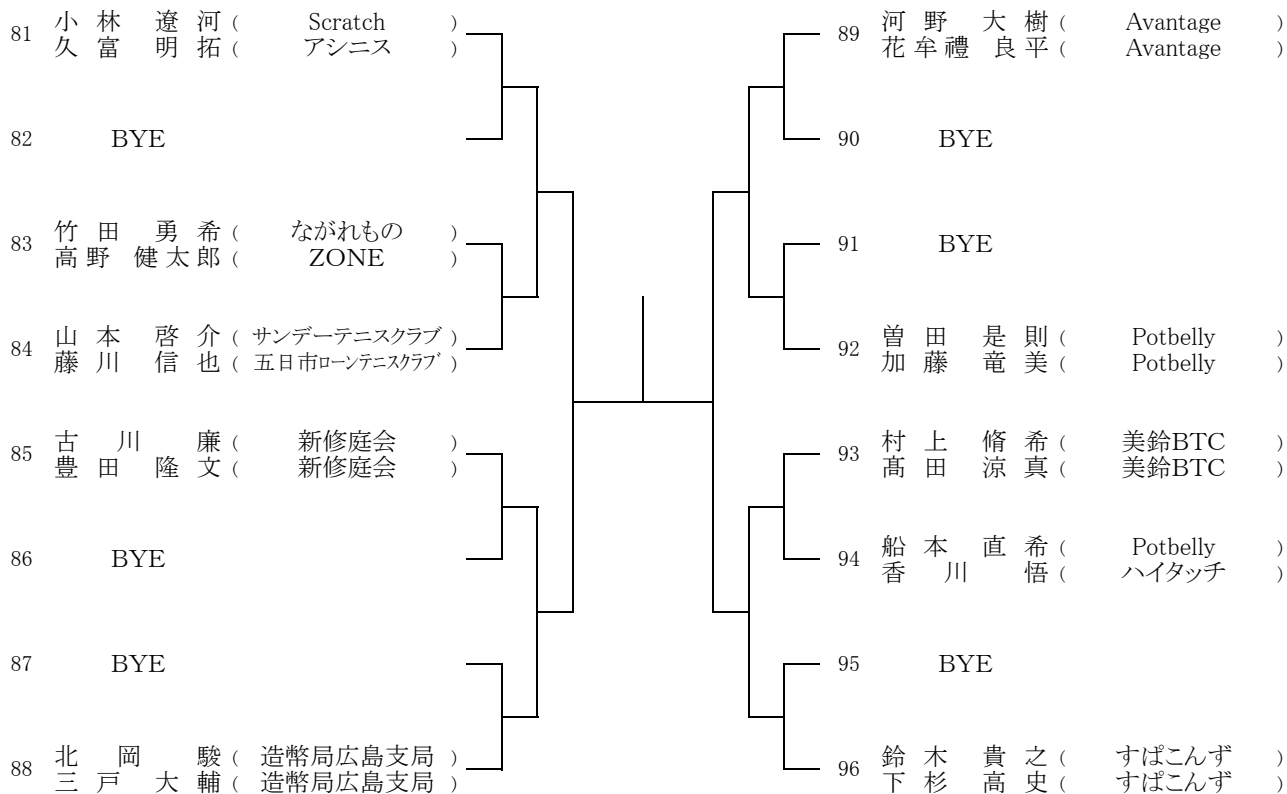 81 小林 遼河 ( Scratch )
久富 明拓 ( アシニス )
82 BYE
83 竹田 勇希 ( ながれもの )
高野 健太郎 ( ZONE )
84 山本 啓介 ( サンデーテニスクラブ )
藤川 信也 ( 五日市ローンテニスクラブ )
85 古川 廉 ( 新修庭会 )
豊田 隆文 ( 新修庭会 )
86 BYE
87 BYE
88 北岡 駿 ( 造幣局広島支局 )
三戸 大輔 ( 造幣局広島支局 )
89 河野 大樹 ( Avantage )
花牟禮 良平 ( Avantage )
90 BYE
91 BYE
92 曽田 是則 ( Potbelly )
加藤 竜美 ( Potbelly )
93 村上 脩希 ( 美鈴BTC )
髙田 涼真 ( 美鈴BTC )
94 船本 直希 ( Potbelly )
香川 悟 ( ハイタッチ )
95 BYE
96 鈴木 貴之 ( すぱこんず )
下杉 高史 ( すぱこんず )